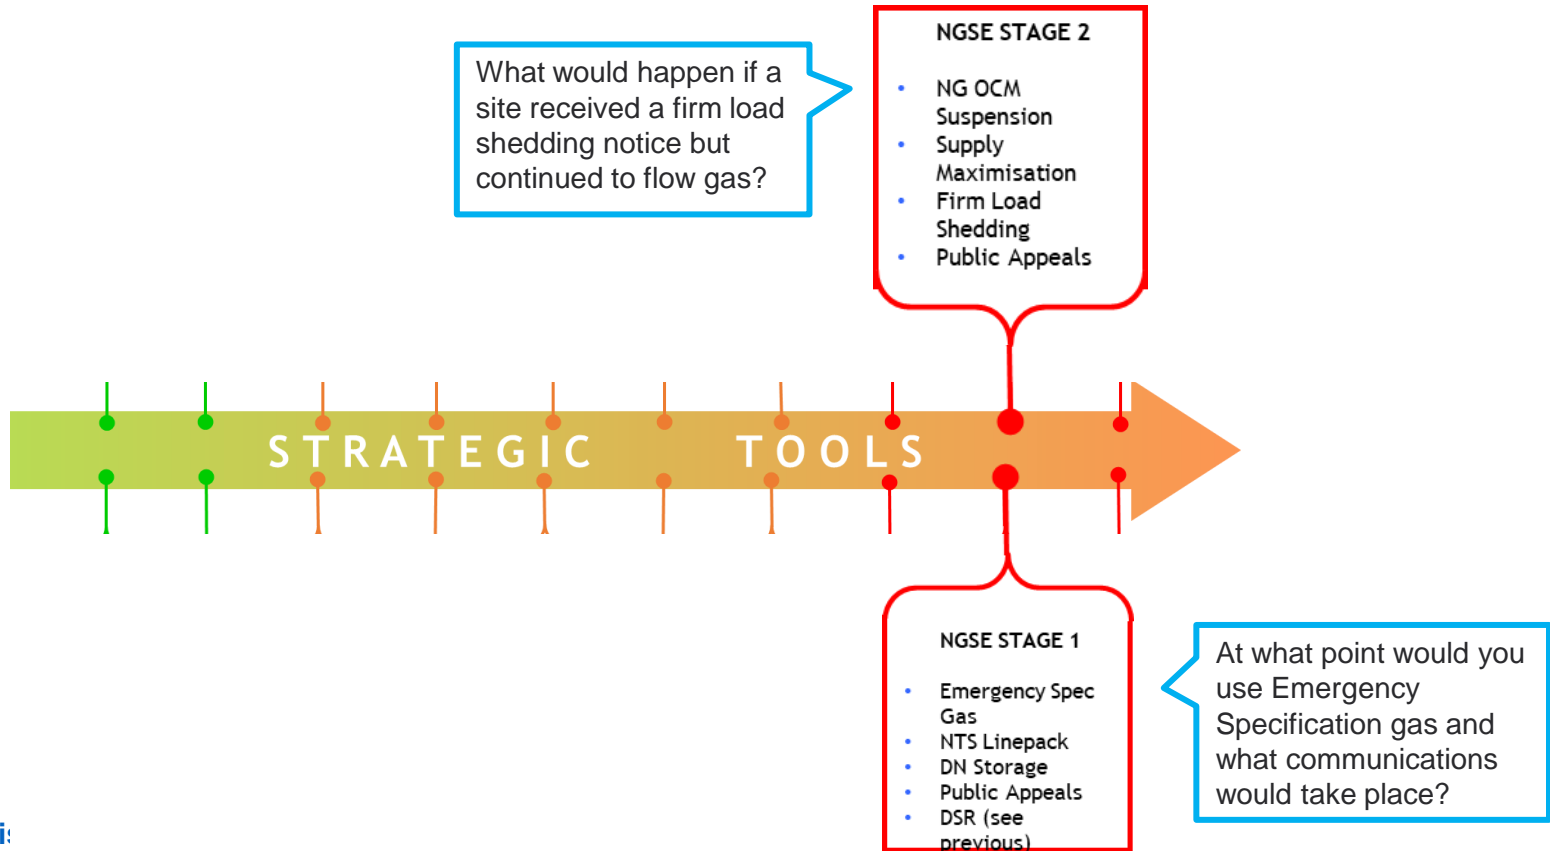 NGSE STAGE 2
What would happen if a
site received a firm load
shedding notice but
continued to flow gas?
• NG OCM
Suspension
• Supply
Maximisation
• Firm Load
Shedding
• Public Appeals
STRATEGIC TOOLS
NGSE STAGE 1
• Emergency Spec
Gas
• NTS Linepack
• DN Storage
• Public Appeals
• DSR (see
previous)
At what point would you
use Emergency
Specification gas and
what communications
would take place?